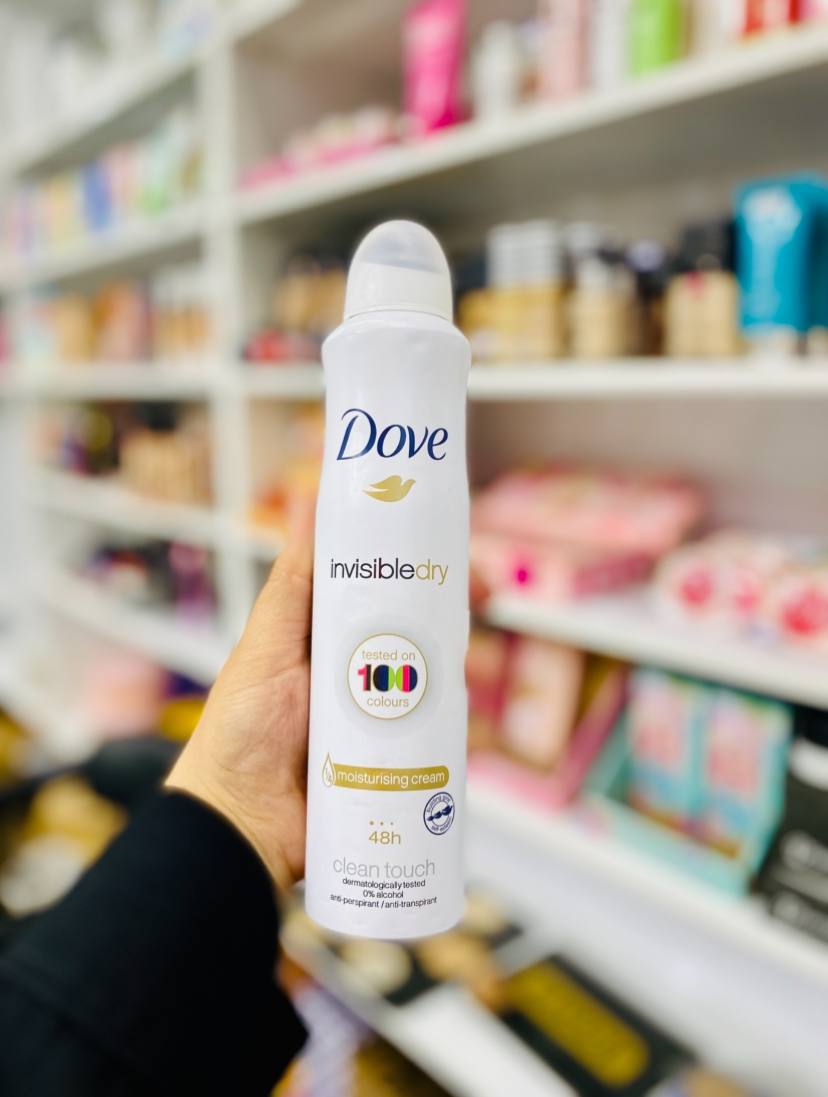 Dove
invisibledry
tested on
100
colours
moisturising cream
48h
clean touch
dermatologically tested
0% alcohol
anti-perspirant / anti-transpirant